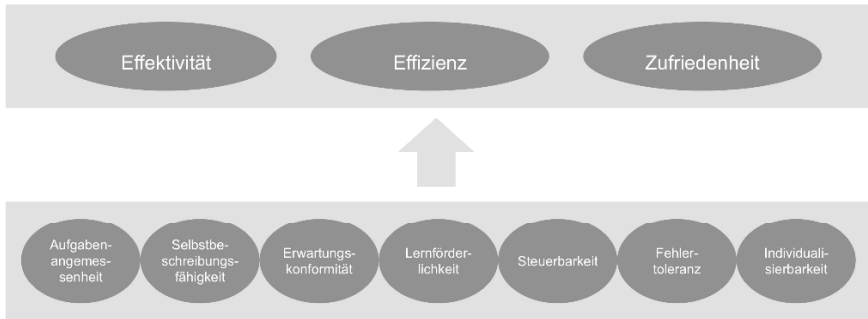 Effektivität
Effizienz
Zufriedenheit
Aufgaben-
angemes-
senheit
Selbstbe-
schreibungs-
fähigkeit
Erwartungs-
konformität
Lernförder-
lichkeit
Steuerbarkeit
Fehler-
toleranz
Individuali-
sierbarkeit